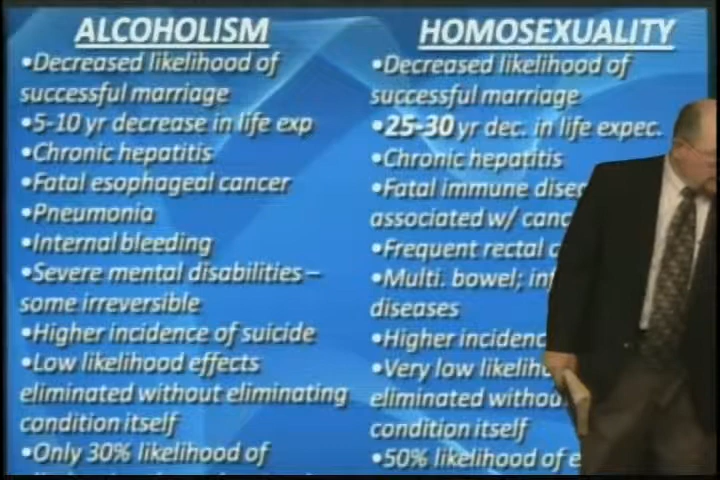 ALCOHOLISM
•Decreased likelihood of
successful marriage
•5-10 yr decrease in life exp
•Chronic hepatitis
•Fatal esophageal cancer
•Pneumonia
•Internal bleeding
•Severe mental disabilities –
some irreversible
•Higher incidence of suicide
•Low likelihood effects
eliminated without eliminating
condition itself
•Only 30% likelihood of
HOMOSEXUALITY
•Decreased likelihood of
successful marriage
•25-30 yr dec. in life expec.
•Chronic hepatitis
•Fatal immune
associated w/
•Frequent rectal
•Multi. bowel;
diseases
•Higher
•Very low
eliminated
condition itself
•50% likelihood of